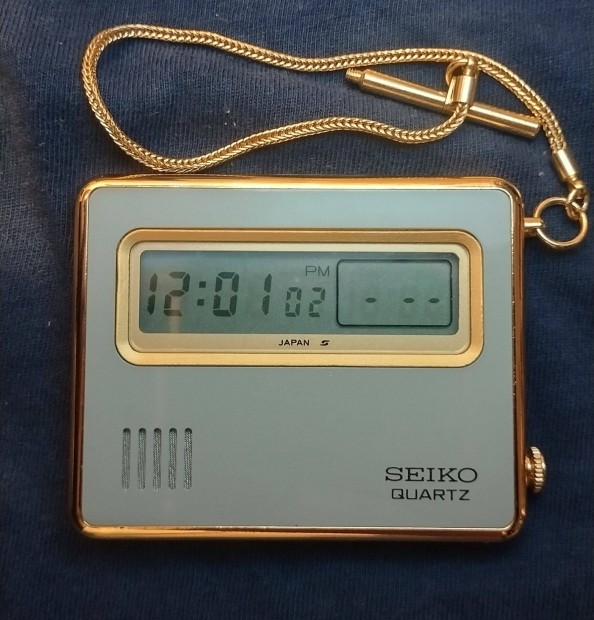 PM
12:01 02 - --
JAPAN S
SEIKO
QUARTZ